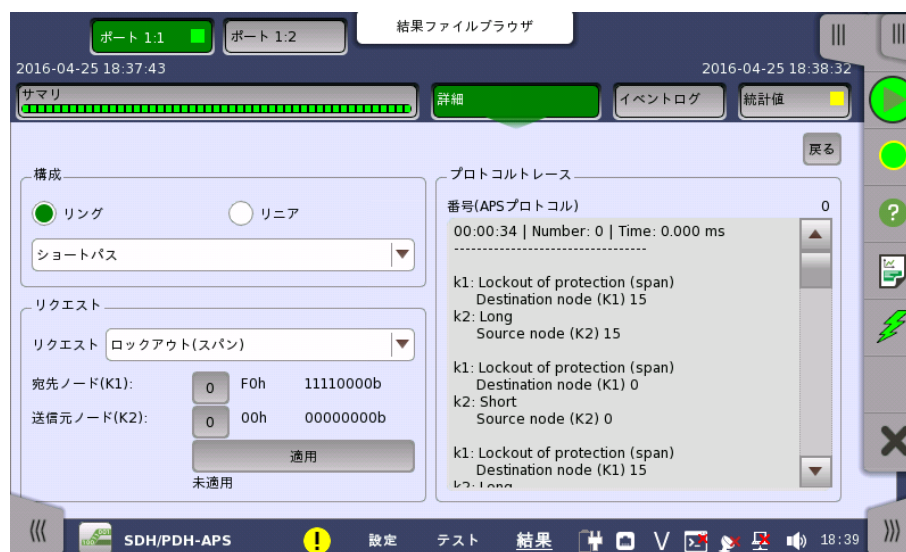 ポート 1:1
ポート 1:2
結果ファイルブラウザ
2016-04-25 18:37:43
2016-04-25 18:38:32
サマリ
詳細
イベントログ
統計値
戻る
構成
リング
リニア
ショートパス
リクエスト
リクエスト ロックアウト(スパン)
宛先ノード(K1): 0 F0h 11110000b
送信元ノード(K2): 0 00h 00000000b
適用
未適用
プロトコルトレース
番号(APSプロトコル) 0
00:00:34 | Number: 0 | Time: 0.000 ms
----------------------------------
k1: Lockout of protection (span)
Destination node (K1) 15
k2: Long
Source node (K2) 15
k1: Lockout of protection (span)
Destination node (K1) 0
k2: Short
Source node (K2) 0
k1: Lockout of protection (span)
Destination node (K1) 15
k2: Long
SDH/PDH-APS
設定
テスト
結果
18:39